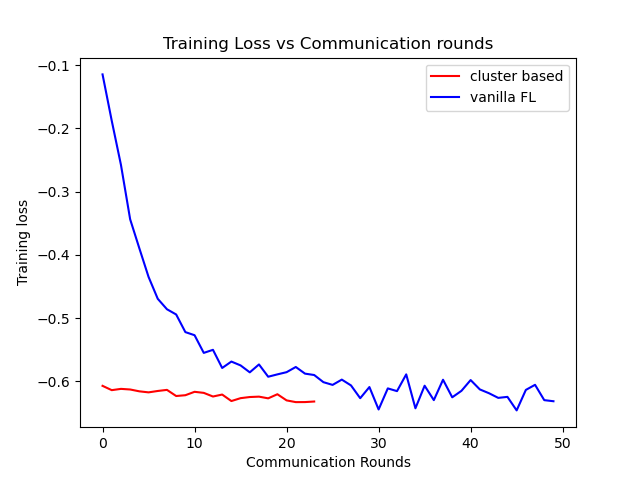 Training Loss vs Communication rounds
cluster based
vanilla FL
−0.1
−0.2
−0.3
−0.4
−0.5
−0.6
Training loss
0 10 20 30 40 50
Communication Rounds